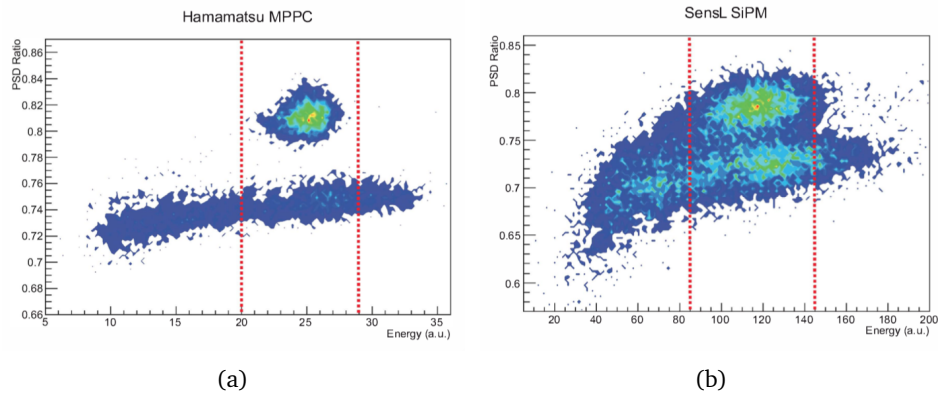 Hamamatsu MPPC
PSD Ratio
0.86
0.84
0.82
0.8
0.78
0.76
0.74
0.72
0.7
0.68
0.66
5 10 15 20 25 30 35
Energy (a.u.)
(a)
SensL SiPM
PSD Ratio
0.85
0.8
0.75
0.7
0.65
0.6
20 40 60 80 100 120 140 160 180 200
Energy (a.u.)
(b)